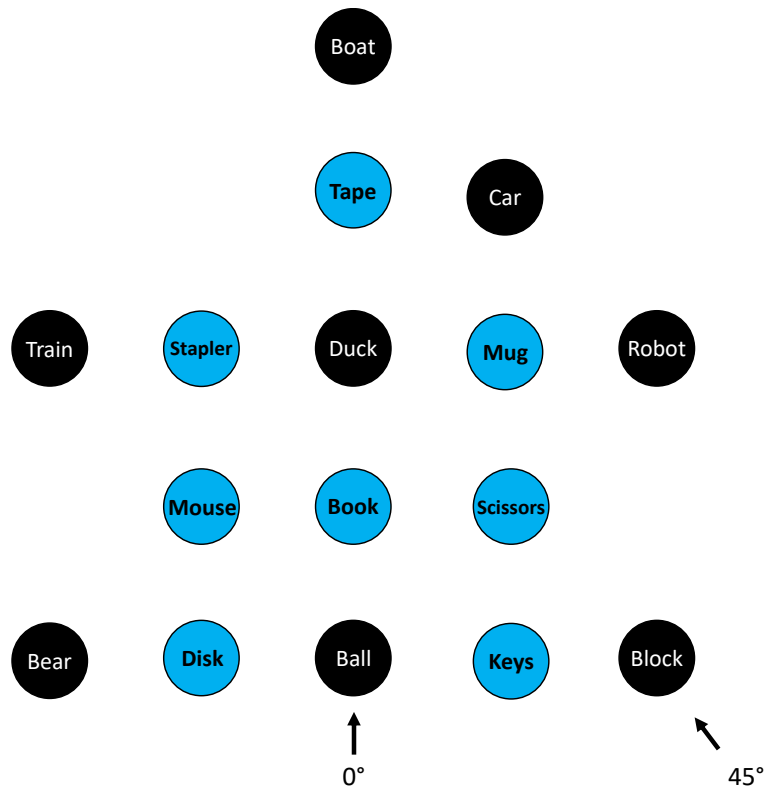 Boat
Tape
Car
Train
Stapler
Duck
Mug
Robot
Mouse
Book
Scissors
Bear
Disk
Ball
Keys
Block
0°
45°